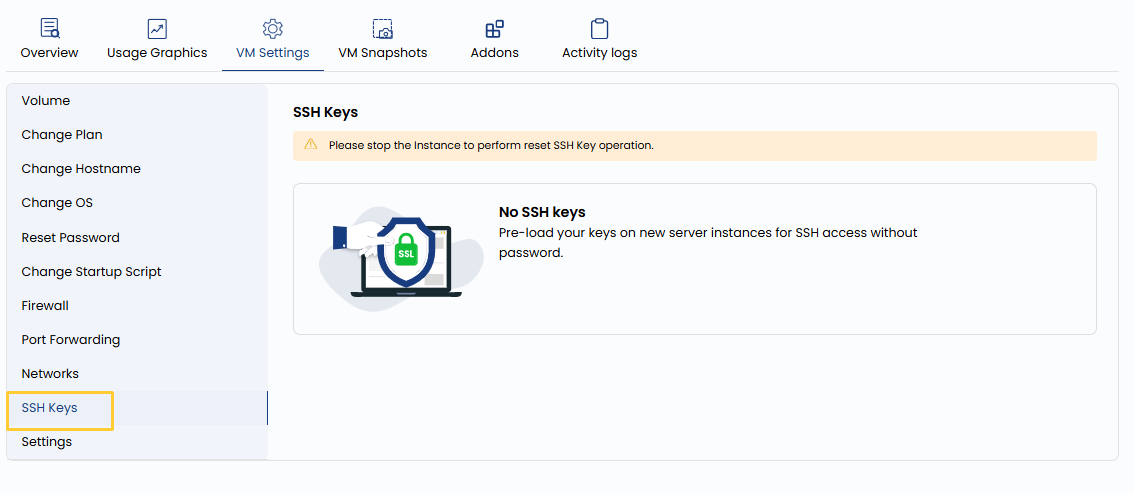 Overview
Usage Graphics
VM Settings
VM Snapshots
Addons
Activity logs
Volume
Change Plan
Change Hostname
Change OS
Reset Password
Change Startup Script
Firewall
Port Forwarding
Networks
SSH Keys
Settings
SSH Keys
Please stop the Instance to perform reset SSH Key operation.
SSL
No SSH keys
Pre-load your keys on new server instances for SSH access without
password.